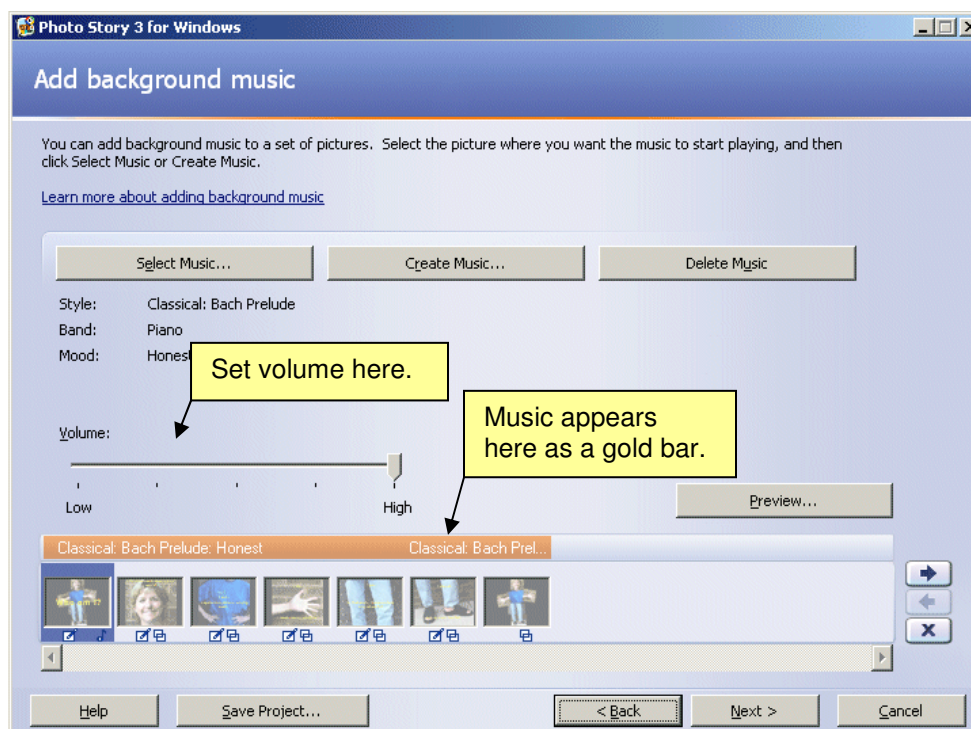 Photo Story 3 for Windows
Add background music
You can add background music to a set of pictures. Select the picture where you want the music to start playing, and then
click Select Music or Create Music.
Learn more about adding background music
Select Music...
Create Music...
Delete Music
Style: Classical: Bach Prelude
Band: Piano
Mood: Honest
Set volume here.
Music appears
here as a gold bar.
Volume:
Low
High
Preview...
Classical: Bach Prelude: Honest
Classical: Bach Prel...
Help
Save Project...
< Back
Next >
Cancel